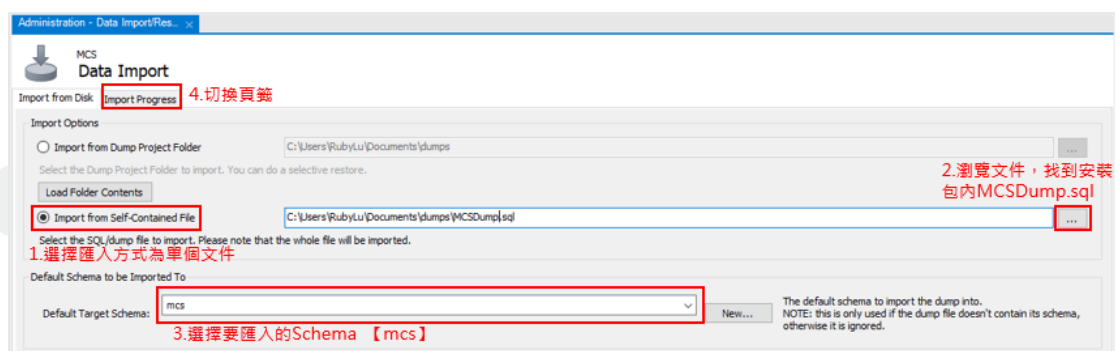 Administration - Data Import/Res... ×
MCS
Data Import
Import from Disk
Import Progress
4.切換頁籤
Import Options
Import from Dump Project Folder
C:\Users\RubyLu\Documents\dumps
...
Select the Dump Project Folder to import. You can do a selective restore.
Load Folder Contents
2.瀏覽文件，找到安裝
包內MCSDump.sql
Import from Self-Contained File
C:\Users\RubyLu\Documents\dumps\MCSDump.sql
...
Select the SQL/dump file to import. Please note that the whole file will be imported.
1.選擇匯入方式為單個文件
Default Schema to be Imported To
Default Target Schema:
mcs
New...
The default schema to import the dump into.
NOTE: this is only used if the dump file doesn't contain its schema,
otherwise it is ignored.
3.選擇要匯入的Schema 【mcs】